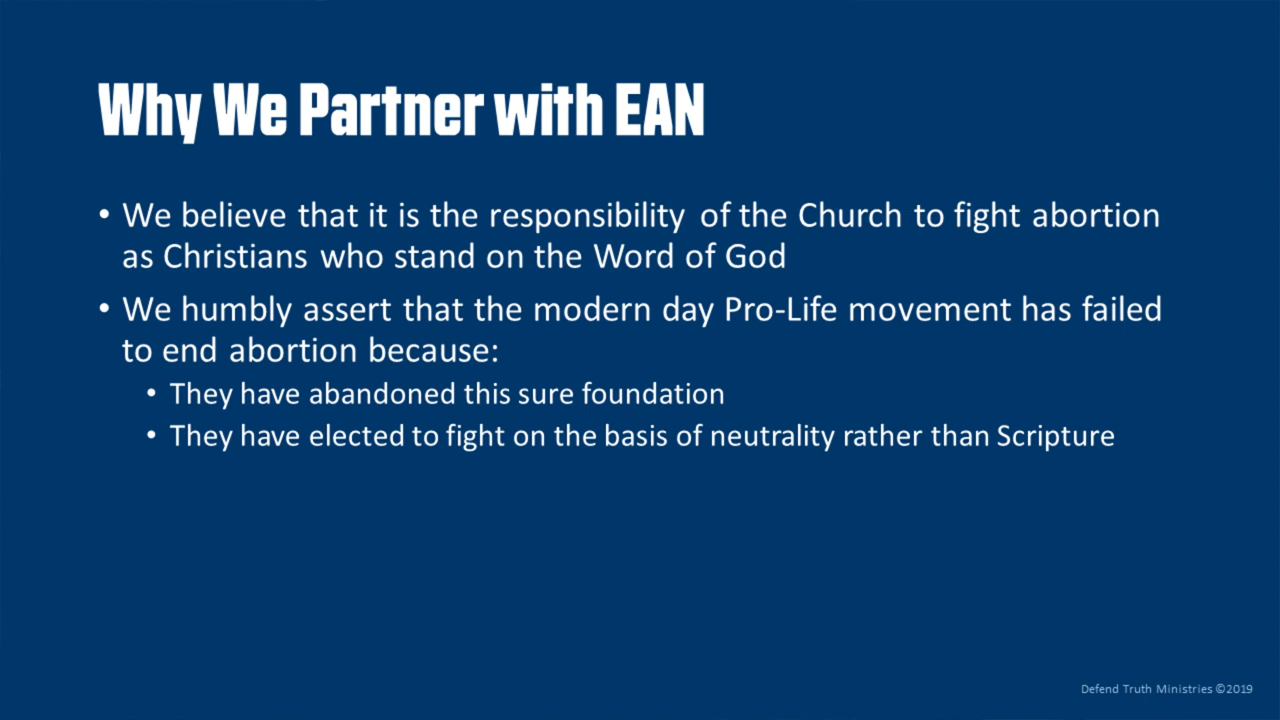 Why We Partner with EAN
• We believe that it is the responsibility of the Church to fight abortion
as Christians who stand on the Word of God
• We humbly assert that the modern day Pro-Life movement has failed
to end abortion because:
• They have abandoned this sure foundation
• They have elected to fight on the basis of neutrality rather than Scripture
Defend Truth Ministries ©2019